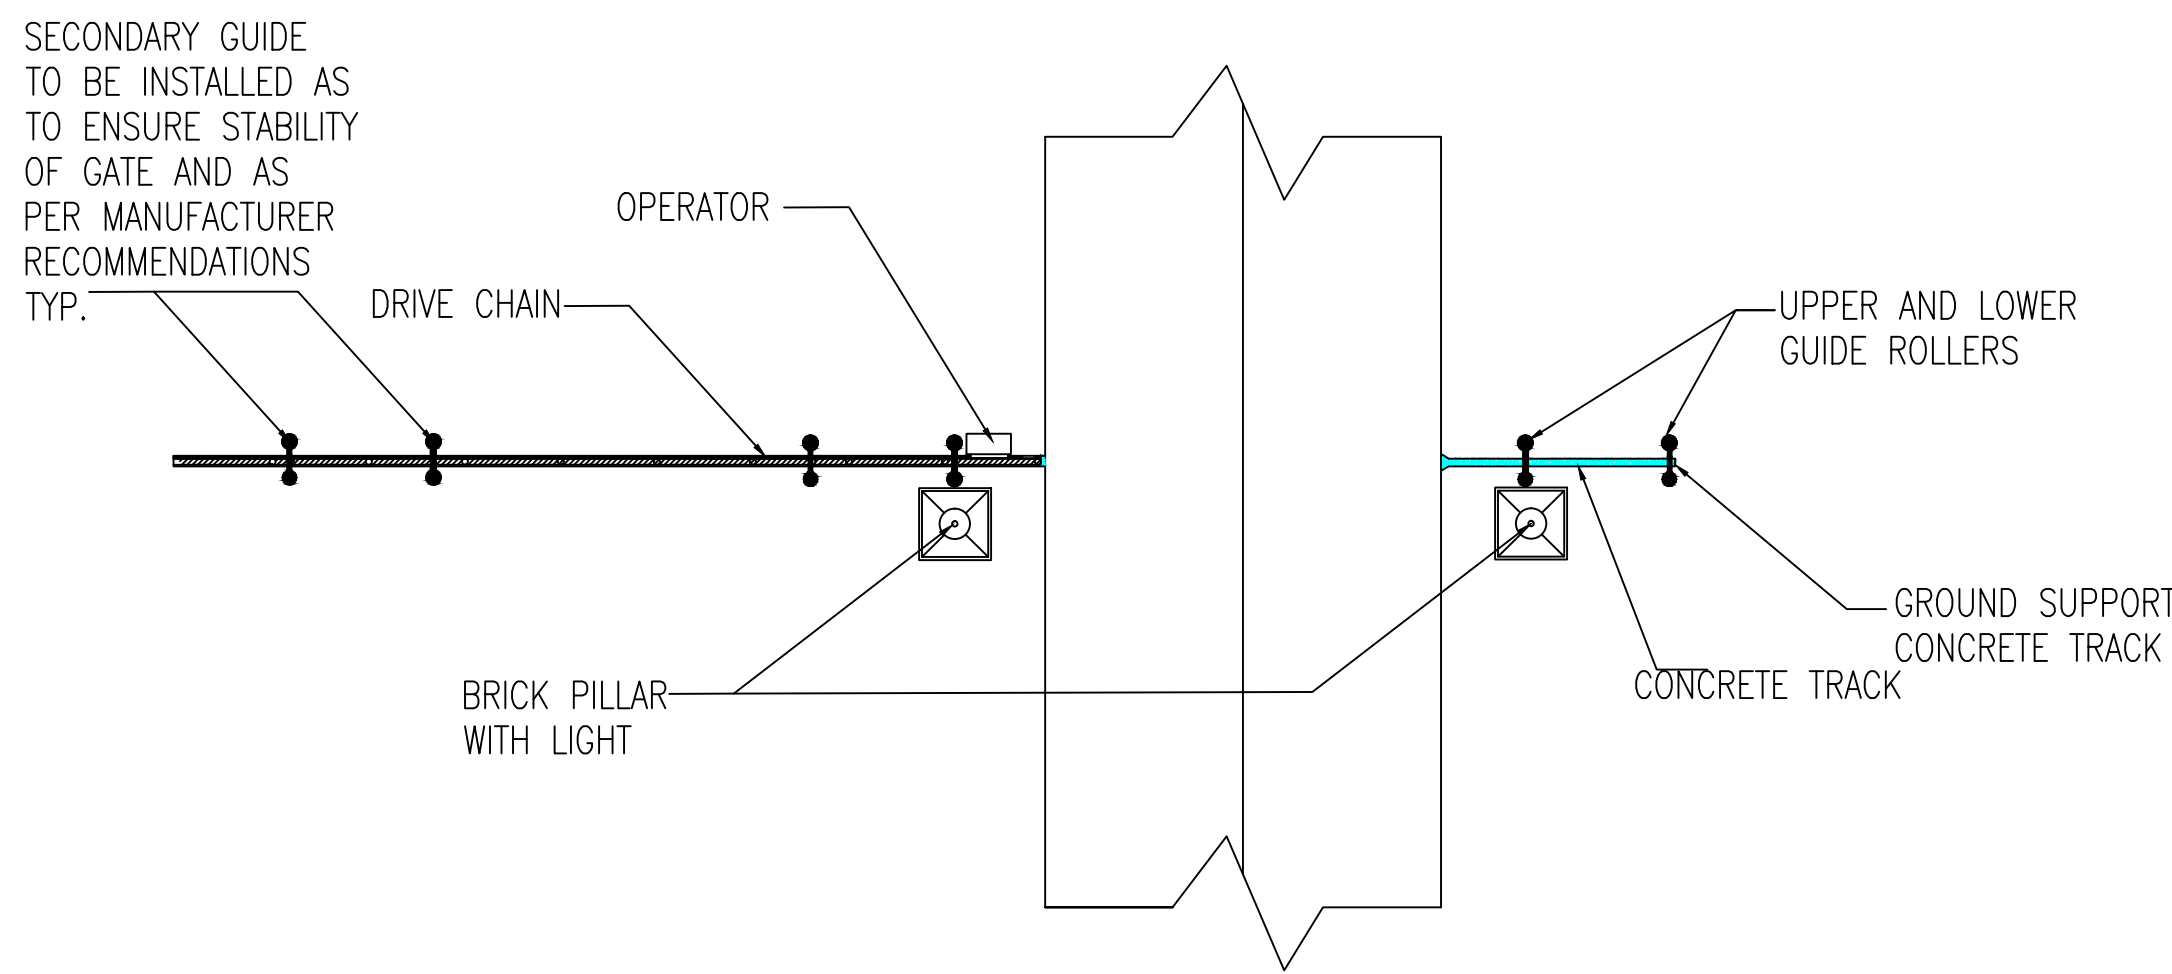 SECONDARY GUIDE
TO BE INSTALLED AS
TO ENSURE STABILITY
OF GATE AND AS
PER MANUFACTURER
RECOMMENDATIONS
TYP.
OPERATOR
DRIVE CHAIN
UPPER AND LOWER
GUIDE ROLLERS
GROUND SUPPORT
CONCRETE TRACK
CONCRETE TRACK
BRICK PILLAR
WITH LIGHT